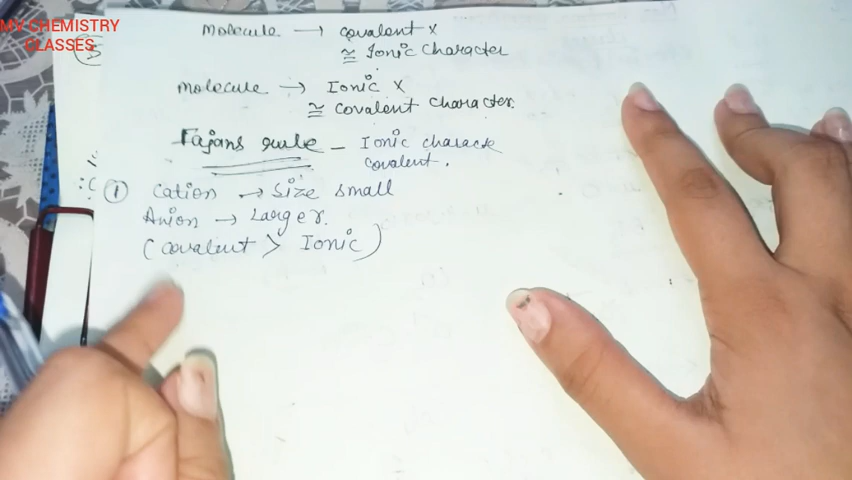 MY CHEMISTRY
CLASSES
Molecule → covalent x
≅ Ionic Character
Molecule → Ionic X
≅ covalent character.
Fajans rule – Ionic characte
covalent.
① Cation → Size small
Anion → Larger.
(covalent > Ionic)